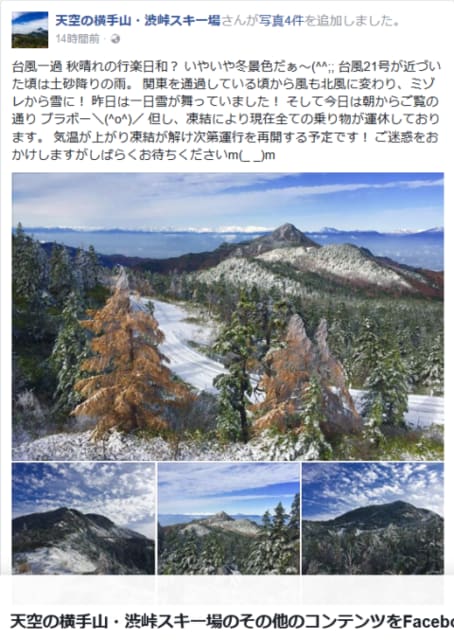 天空の横手山・渋峠スキー場さんが写真4件を追加しました。
14時間前 ·
台風一過 秋晴れの行楽日和？ いやいや冬景色だぁ～(^^;; 台風21号が近づい
た頃は土砂降りの雨。 関東を通過している頃から風も北風に変わり、ミゾ
レから雪に！ 昨日は一日雪が舞っていました！ そして今日は朝からご覧の
通り ブラボー＼(^o^)／ 但し、凍結により現在全ての乗り物が運休しており
ます。 気温が上がり凍結が解け次第運行を再開する予定です！ ご迷惑をお
かけしますがしばらくお待ちくださいm(_ _)m
天空の横手山・渋峠スキー場のその他のコンテンツをFacebo